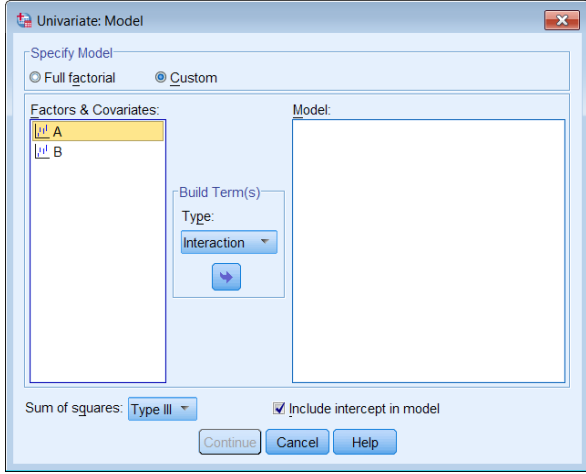 Univariate: Model
Specify Model
Full factorial Custom
Factors & Covariates: Model:
A
B
Build Term(s)
Type:
Interaction
Sum of squares: Type III Include intercept in model
Continue Cancel Help